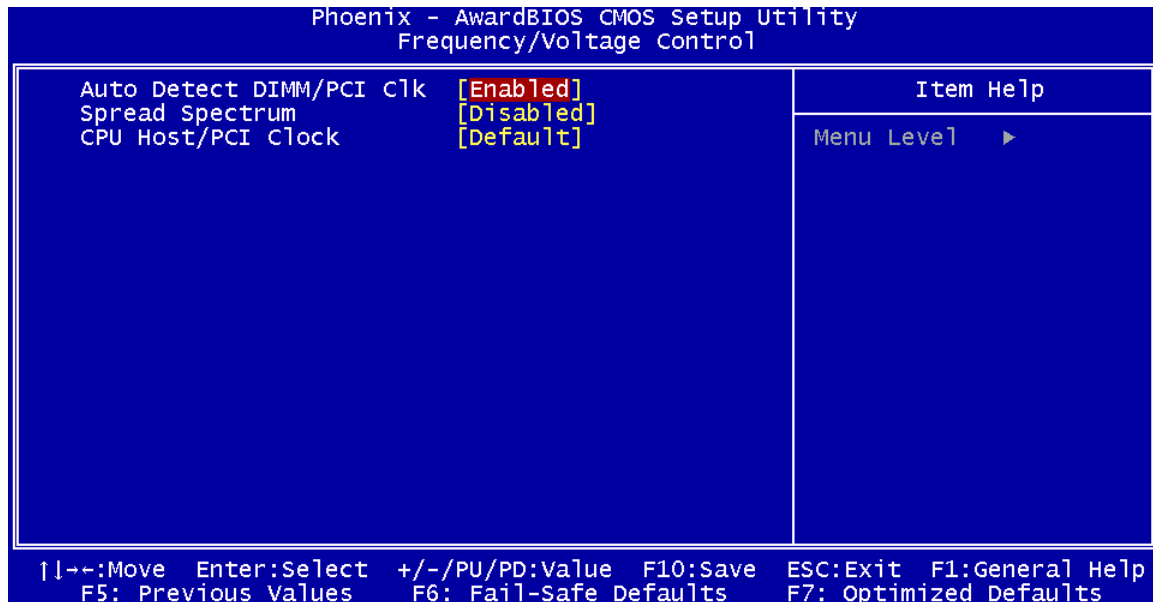 Phoenix - AwardBIOS CMOS Setup Utility
Frequency/Voltage Control
Auto Detect DIMM/PCI Clk [Enabled]
Spread Spectrum [Disabled]
CPU Host/PCI Clock [Default]
Item Help
Menu Level ▶
↑↓→←:Move Enter:Select +/-/PU/PD:Value F10:Save ESC:Exit F1:General Help
F5: Previous Values F6: Fail-Safe Defaults F7: Optimized Defaults